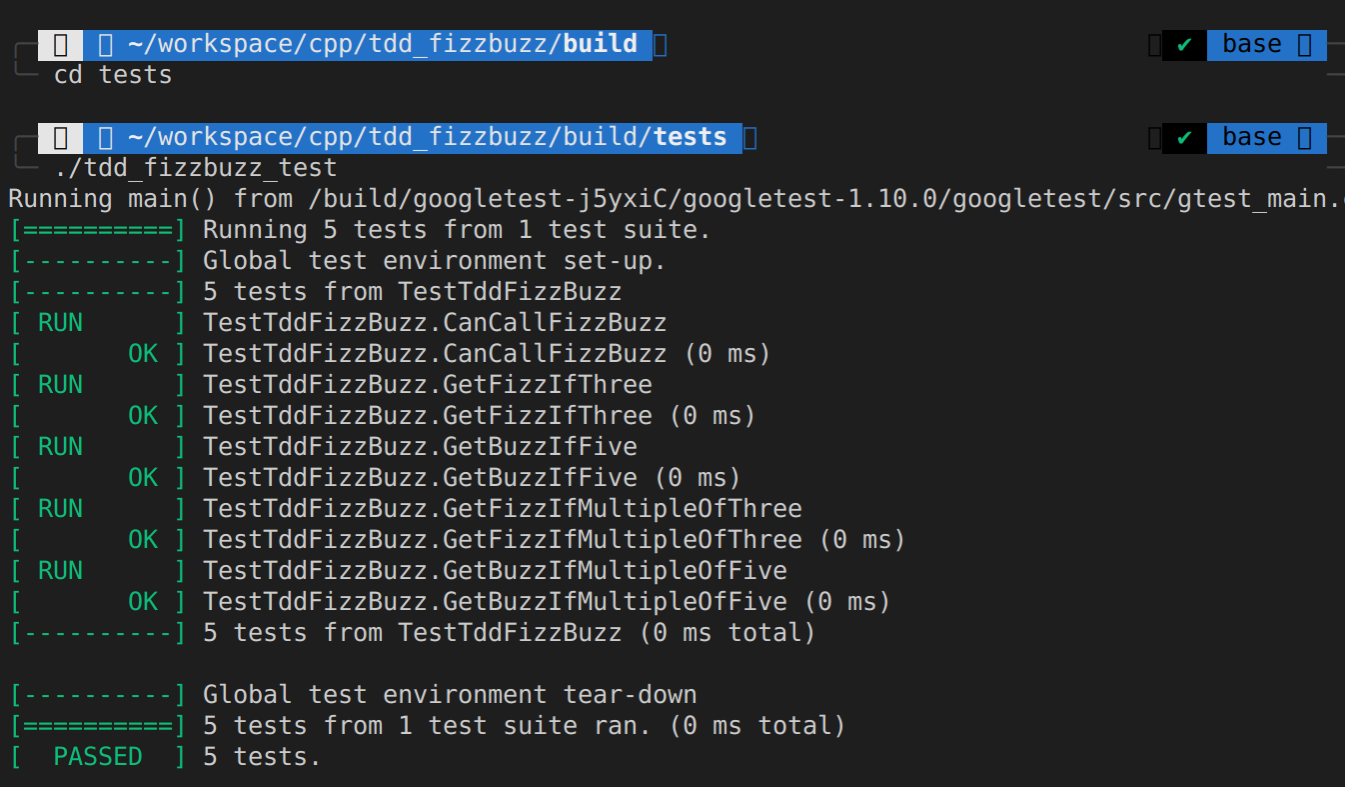 ~/workspace/cpp/tdd_fizzbuzz/build ✔ base
cd tests
~/workspace/cpp/tdd_fizzbuzz/build/tests ✔ base
./tdd_fizzbuzz_test
Running main() from /build/googletest-j5yxiC/googletest-1.10.0/googletest/src/gtest_main.
[==========] Running 5 tests from 1 test suite.
[----------] Global test environment set-up.
[----------] 5 tests from TestTddFizzBuzz
[ RUN      ] TestTddFizzBuzz.CanCallFizzBuzz
[       OK ] TestTddFizzBuzz.CanCallFizzBuzz (0 ms)
[ RUN      ] TestTddFizzBuzz.GetFizzIfThree
[       OK ] TestTddFizzBuzz.GetFizzIfThree (0 ms)
[ RUN      ] TestTddFizzBuzz.GetBuzzIfFive
[       OK ] TestTddFizzBuzz.GetBuzzIfFive (0 ms)
[ RUN      ] TestTddFizzBuzz.GetFizzIfMultipleOfThree
[       OK ] TestTddFizzBuzz.GetFizzIfMultipleOfThree (0 ms)
[ RUN      ] TestTddFizzBuzz.GetBuzzIfMultipleOfFive
[       OK ] TestTddFizzBuzz.GetBuzzIfMultipleOfFive (0 ms)
[----------] 5 tests from TestTddFizzBuzz (0 ms total)
[----------] Global test environment tear-down
[==========] 5 tests from 1 test suite ran. (0 ms total)
[  PASSED  ] 5 tests.